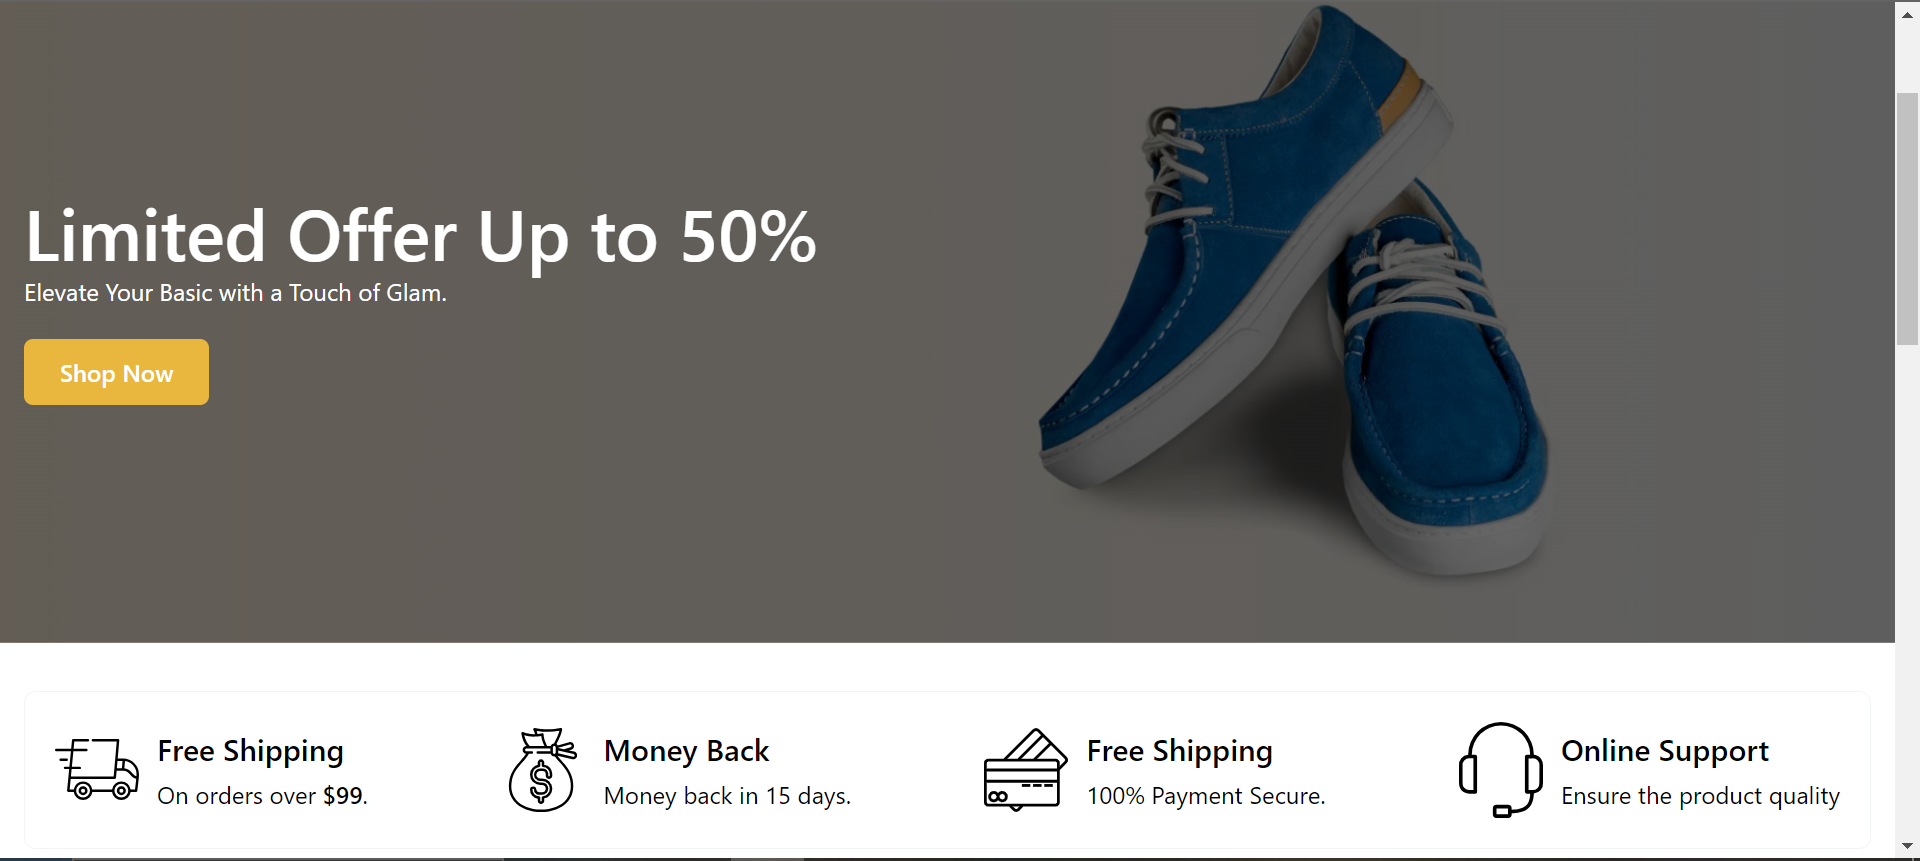 Limited Offer Up to 50%
Elevate Your Basic with a Touch of Glam.
Shop Now
Free Shipping
On orders over $99.
Money Back
Money back in 15 days.
Free Shipping
100% Payment Secure.
Online Support
Ensure the product quality